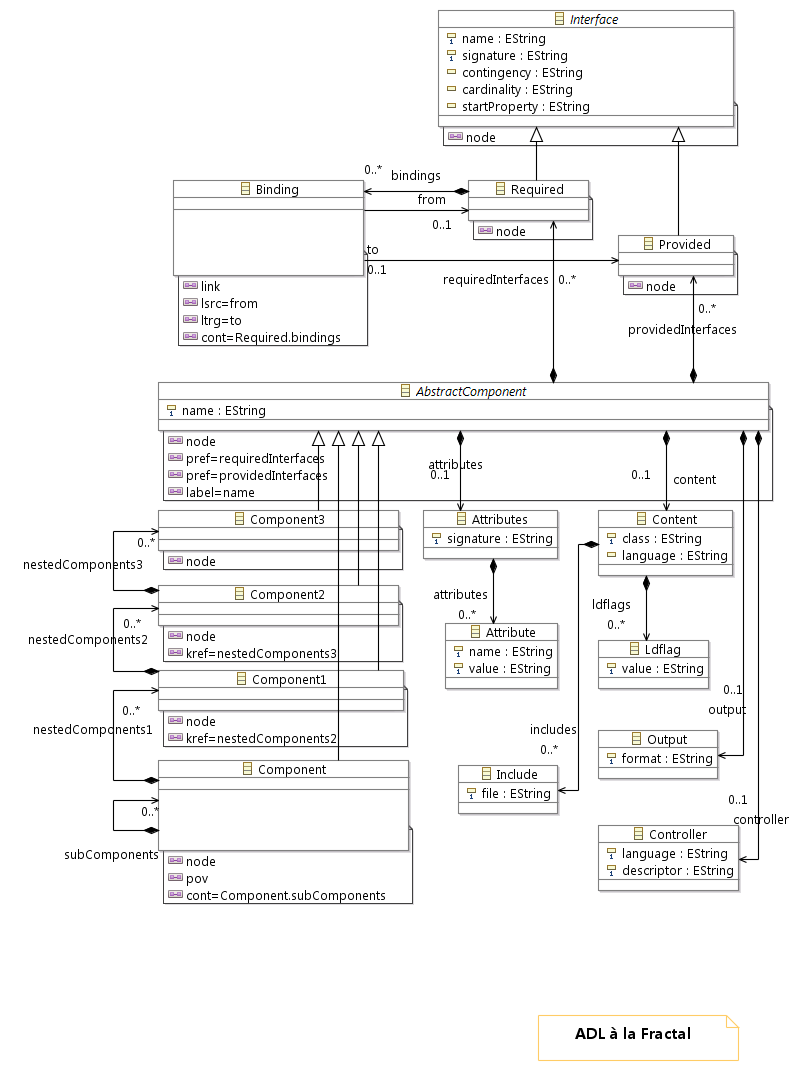 Interface
name : EString
signature : EString
contingency : EString
cardinality : EString
startProperty : EString
node
0..*
bindings
Binding
Required
from
0..1
node
to
0..1
Provided
node
link
lsrc=from
ltrg=to
cont=Required.bindings
requiredInterfaces
0..*
0..*
providedInterfaces
AbstractComponent
name : EString
node
pref=requiredInterfaces
pref=providedInterfaces
label=name
attributes
0..1
0..1
content
Component3
node
0..*
nestedComponents3
Attributes
signature : EString
Content
class : EString
language : EString
Component2
node
kref=nestedComponents3
0..*
nestedComponents2
attributes
0..*
ldflags
0..*
Attribute
name : EString
value : EString
Ldflag
value : EString
Component1
node
kref=nestedComponents2
0..*
nestedComponents1
0..1
output
includes
0..*
Output
format : EString
Component
Include
file : EString
0..*
subComponents
node
pov
cont=Component.subComponents
0..1
controller
Controller
language : EString
descriptor : EString
ADL à la Fractal